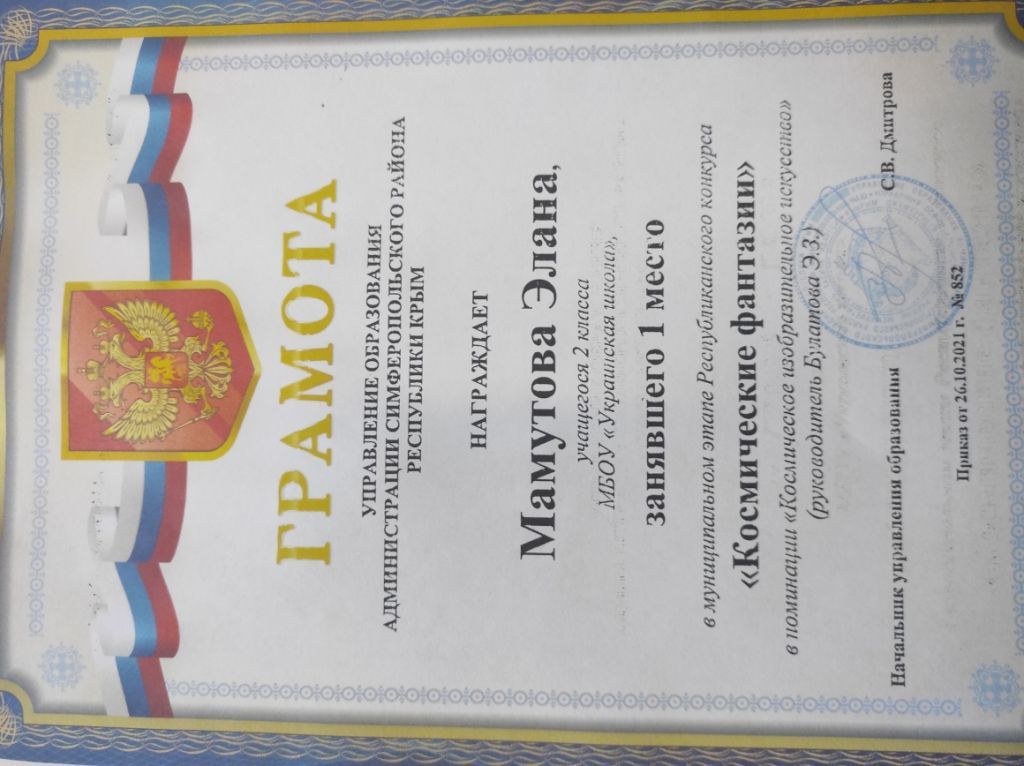 ГРАМОТА
УПРАВЛЕНИЕ ОБРАЗОВАНИЯ
АДМИНИСТРАЦИИ СИМФЕРОПОЛЬСКОГО РАЙОНА
РЕСПУБЛИКИ КРЫМ
НАГРАЖДАЕТ
Мамутова Элана,
учащегося 2 класса
МБОУ «Украинская школа»,
занявшего 1 место
в муниципальном этапе Республиканского конкурса
«Космические фантазии»
в номинации «Космическое изобразительное искусство»
(руководитель Булатова Э.З.)
Начальник управления образования С.В. Дмитрова
Приказ от 26.10.2021 г. № 852